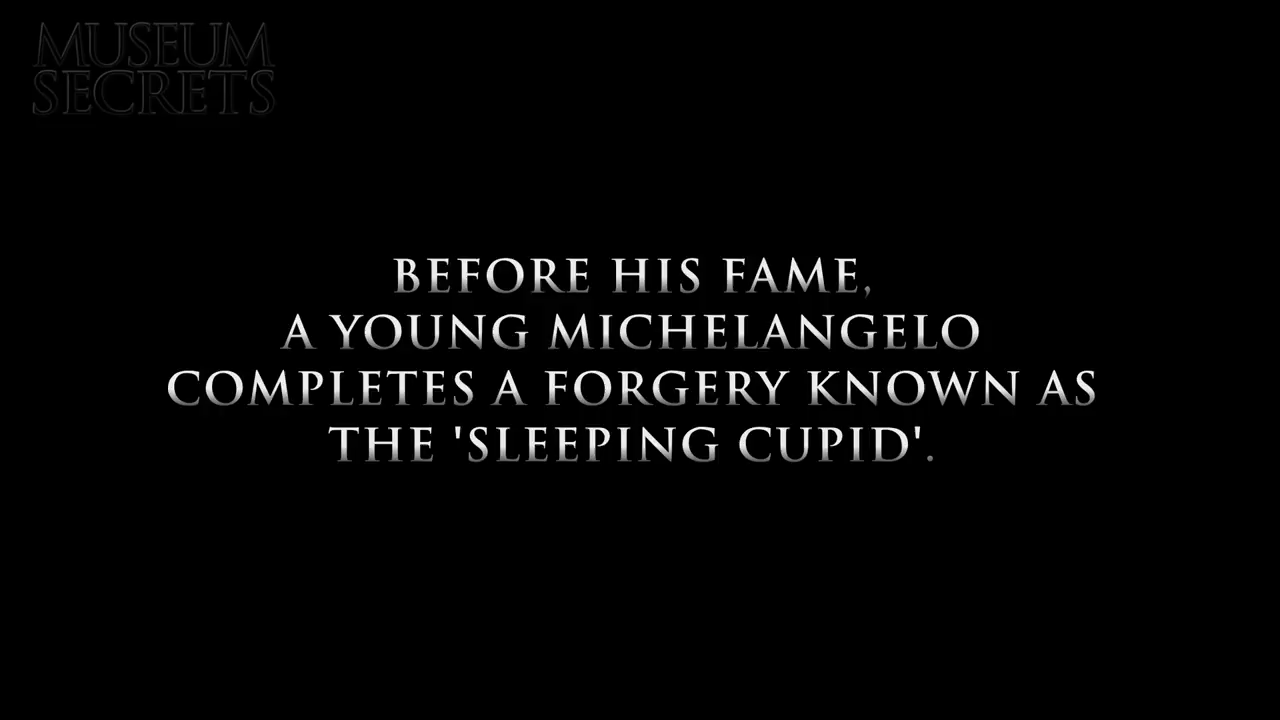 MUSEUM
SECRETS
BEFORE HIS FAME,
A YOUNG MICHELANGELO
COMPLETES A FORGERY KNOWN AS
THE 'SLEEPING CUPID'.